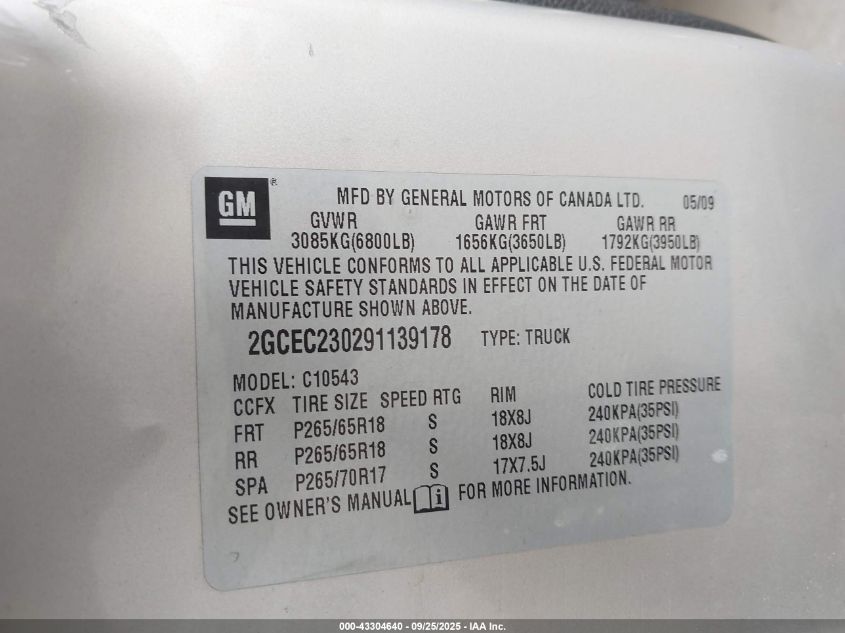 GM ® MFD BY GENERAL MOTORS OF CANADA LTD. 05/09
GVWR GAWR FRT GAWR RR
3085KG(6800LB) 1656KG(3650LB) 1792KG(3950LB)
THIS VEHICLE CONFORMS TO ALL APPLICABLE U.S. FEDERAL MOTOR
VEHICLE SAFETY STANDARDS IN EFFECT ON THE DATE OF
MANUFACTURE SHOWN ABOVE.
2GCEC230291139178 TYPE: TRUCK
MODEL: C10543
CCFX TIRE SIZE SPEED RTG RIM COLD TIRE PRESSURE
FRT P265/65R18 S 18X8J 240KPA(35PSI)
RR P265/65R18 S 18X8J 240KPA(35PSI)
SPA P265/70R17 S 17X7.5J 240KPA(35PSI)
SEE OWNER'S MANUAL i FOR MORE INFORMATION.
000-43304640 - 09/25/2025 - IAA Inc.